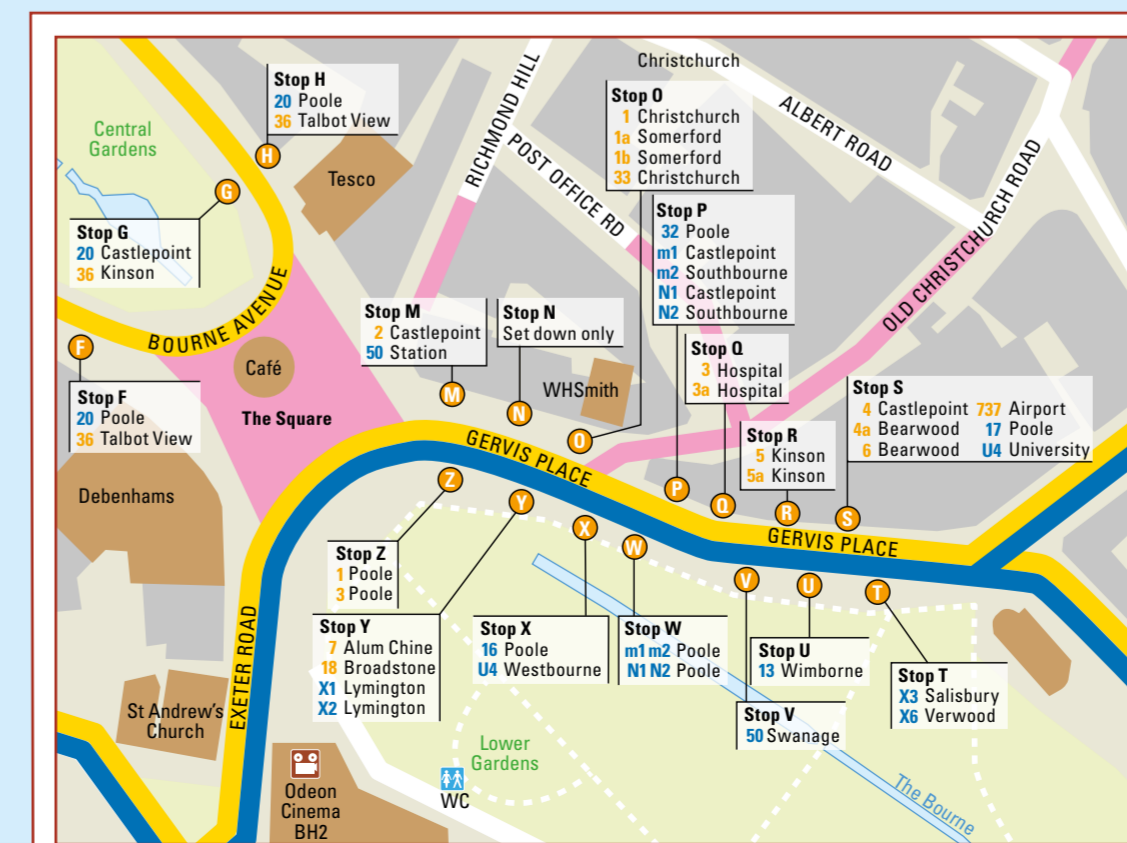 Christchurch
RICHMOND HILL
ALBERT ROAD
POST OFFICE RD
OLD CHRISTCHURCH ROAD
Stop H
20 Poole
36 Talbot View
H
Central
Gardens
Tesco
G
Stop G
20 Castlepoint
36 Kinson
BOURNE AVENUE
F
Stop F
20 Poole
36 Talbot View
Café
The Square
Debenhams
Stop O
1 Christchurch
1a Somerford
1b Somerford
33 Christchurch
Stop P
32 Poole
m1 Castlepoint
m2 Southbourne
N1 Castlepoint
N2 Southbourne
Stop M
2 Castlepoint
50 Station
Stop N
Set down only
M
N
O
WHSmith
Stop Q
3 Hospital
3a Hospital
Stop R
5 Kinson
5a Kinson
Stop S
4 Castlepoint 737 Airport
4a Bearwood 17 Poole
6 Bearwood U4 University
P
Q
R
S
GERVIS PLACE
GERVIS PLACE
Z
Y
X
W
V
U
T
Stop Z
1 Poole
3 Poole
Stop Y
7 Alum Chine
18 Broadstone
X1 Lymington
X2 Lymington
Stop X
16 Poole
U4 Westbourne
Stop W
m1 m2 Poole
N1 N2 Poole
Stop U
13 Wimborne
Stop V
50 Swanage
Stop T
X3 Salisbury
X6 Verwood
EXETER ROAD
St Andrew's
Church
Odeon
Cinema
BH2
WC
Lower
Gardens
The Bourne